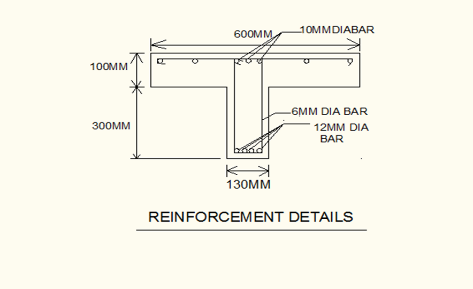 600MM
10MMDIABAR
100MM
300MM
6MM DIA BAR
12MM DIA
BAR
130MM
REINFORCEMENT DETAILS